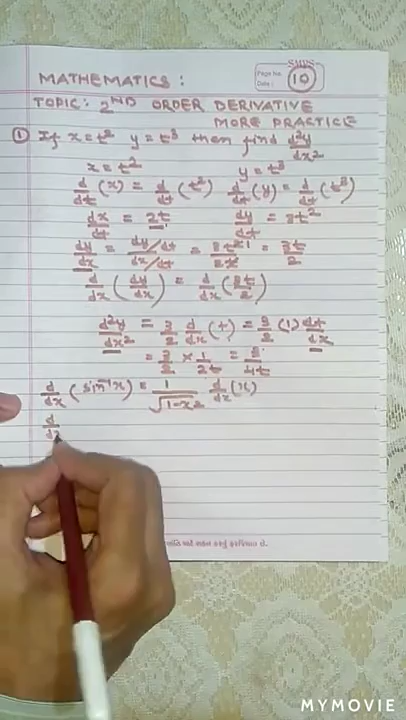 SHIVS
MATHEMATICS :
Page No. 10
Date :
TOPIC: 2ND ORDER DERIVATIVE
MORE PRACTICE
① If x=t² y=t³ then find d²y/dx²
x=t² y=t³
d/dt (x) = d/dt (t²) d/dt (y) = d/dt (t³)
dx/dt = 2t dy/dt = 3t²
dy/dx = dy/dt / dx/dt = 3t²/2t = 3t/2
d/dx (dy/dx) = d/dx (3t/2)
d²y/dx² = 3/2 d/dx (t) = 3/2 (1) dt/dx
= 3/2 × 1/2t = 3/4t
d/dx (sin⁻¹x) = 1/√1-x² d/dx (x)
d/dx
MYMOVIE